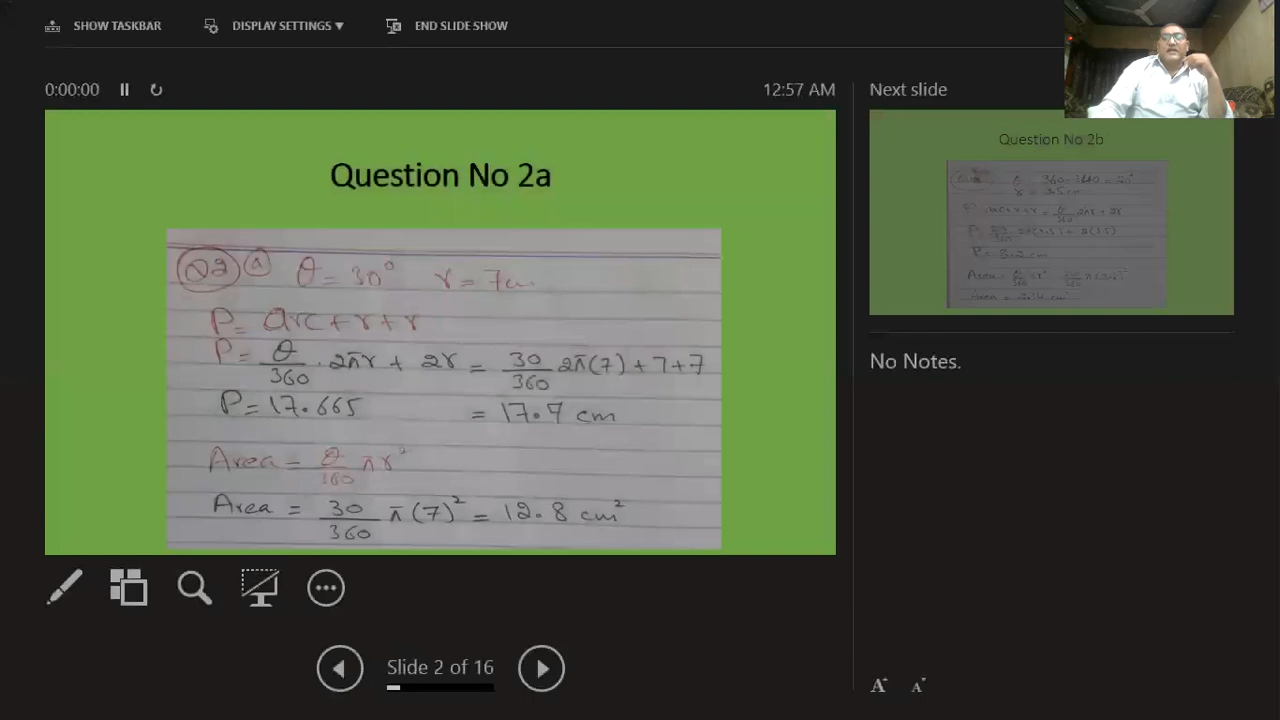 SHOW TASKBAR
DISPLAY SETTINGS ▼
END SLIDE SHOW
0:00:00
12:57 AM
Question No 2a
Q2 a θ = 30° r = 7cm
P = arc + r + r
P = θ/360 · 2πr + 2r = 30/360 2π(7) + 7 + 7
P = 17.665 = 17.7 cm
Area = θ/360 πr²
Area = 30/360 π(7)² = 12.8 cm²
Slide 2 of 16
Next slide
Question No 2b
No Notes.
A A